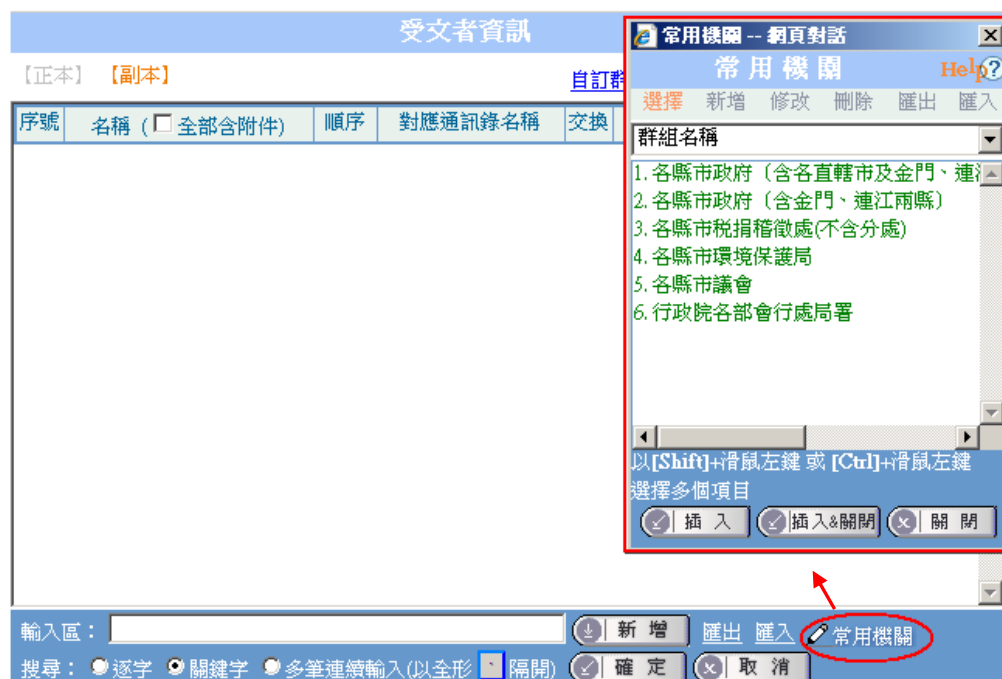 受文者資訊
【正本】 【副本】 自訂群
序號 名稱 ( 全部含附件) 順序 對應通訊錄名稱 交換
常用機關 -- 網頁對話
常用機關 Help?
選擇 新增 修改 刪除 匯出 匯入
群組名稱
1. 各縣市政府〔含各直轄市及金門、連
2. 各縣市政府〔含金門、連江兩縣〕
3. 各縣市稅捐稽徵處(不含分處)
4. 各縣市環境保護局
5. 各縣市議會
6. 行政院各部會行處局署
以[Shift]+滑鼠左鍵 或 [Ctrl]+滑鼠左鍵
選擇多個項目
插入 插入&關閉 關閉
輸入區： 新增 匯出 匯入 常用機關
搜尋： 逐字 關鍵字 多筆連續輸入(以全形 、 隔開) 確定 取消